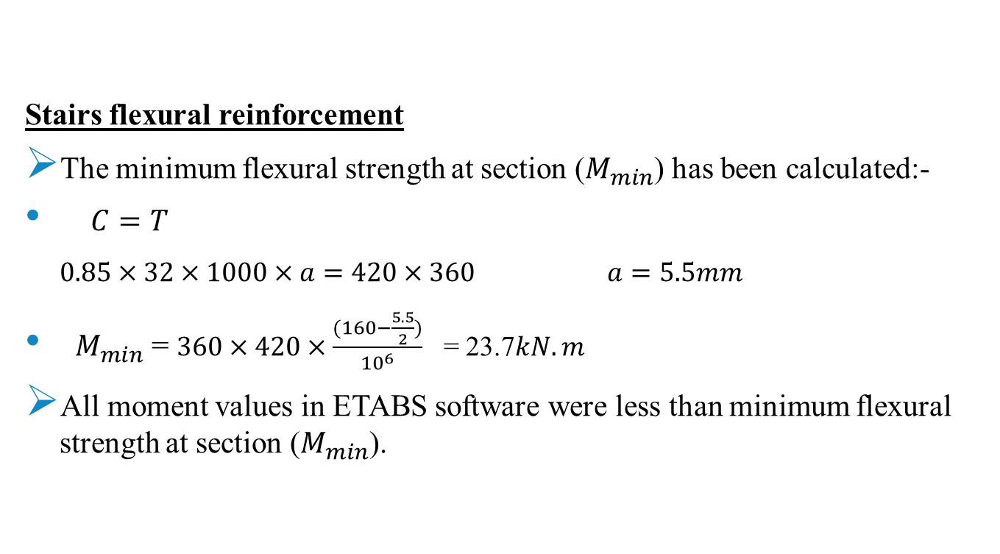 Stairs flexural reinforcement
➢The minimum flexural strength at section (𝑀𝑚𝑖𝑛) has been calculated:-
• 𝐶 = 𝑇
0.85 × 32 × 1000 × 𝑎 = 420 × 360 𝑎 = 5.5𝑚𝑚
• 𝑀𝑚𝑖𝑛 = 360 × 420 × (160−5.5/2)/10⁶ = 23.7𝑘𝑁.𝑚
➢All moment values in ETABS software were less than minimum flexural
strength at section (𝑀𝑚𝑖𝑛).